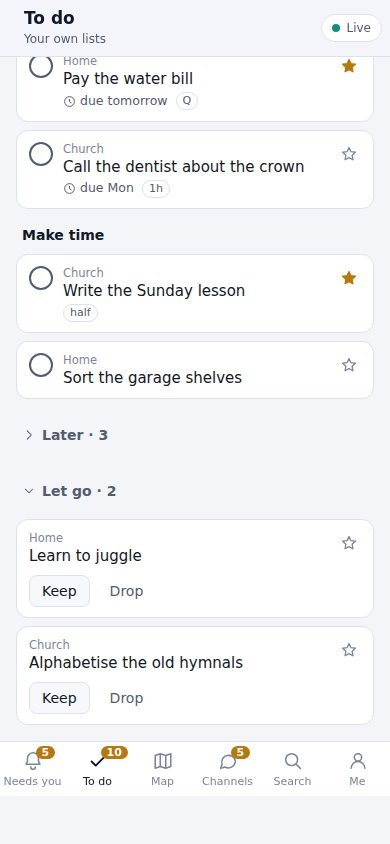 To do
Your own lists
Live
Home
Pay the water bill
due tomorrow Q
Church
Call the dentist about the crown
due Mon 1h
Make time
Church
Write the Sunday lesson
half
Home
Sort the garage shelves
Later · 3
Let go · 2
Home
Learn to juggle
Keep Drop
Church
Alphabetise the old hymnals
Keep Drop
5 10 5
Needs you To do Map Channels Search Me